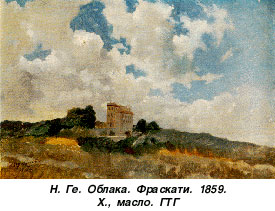 Н. Ге. Облака. Фраскати. 1859.
Х., масло. ГТГ